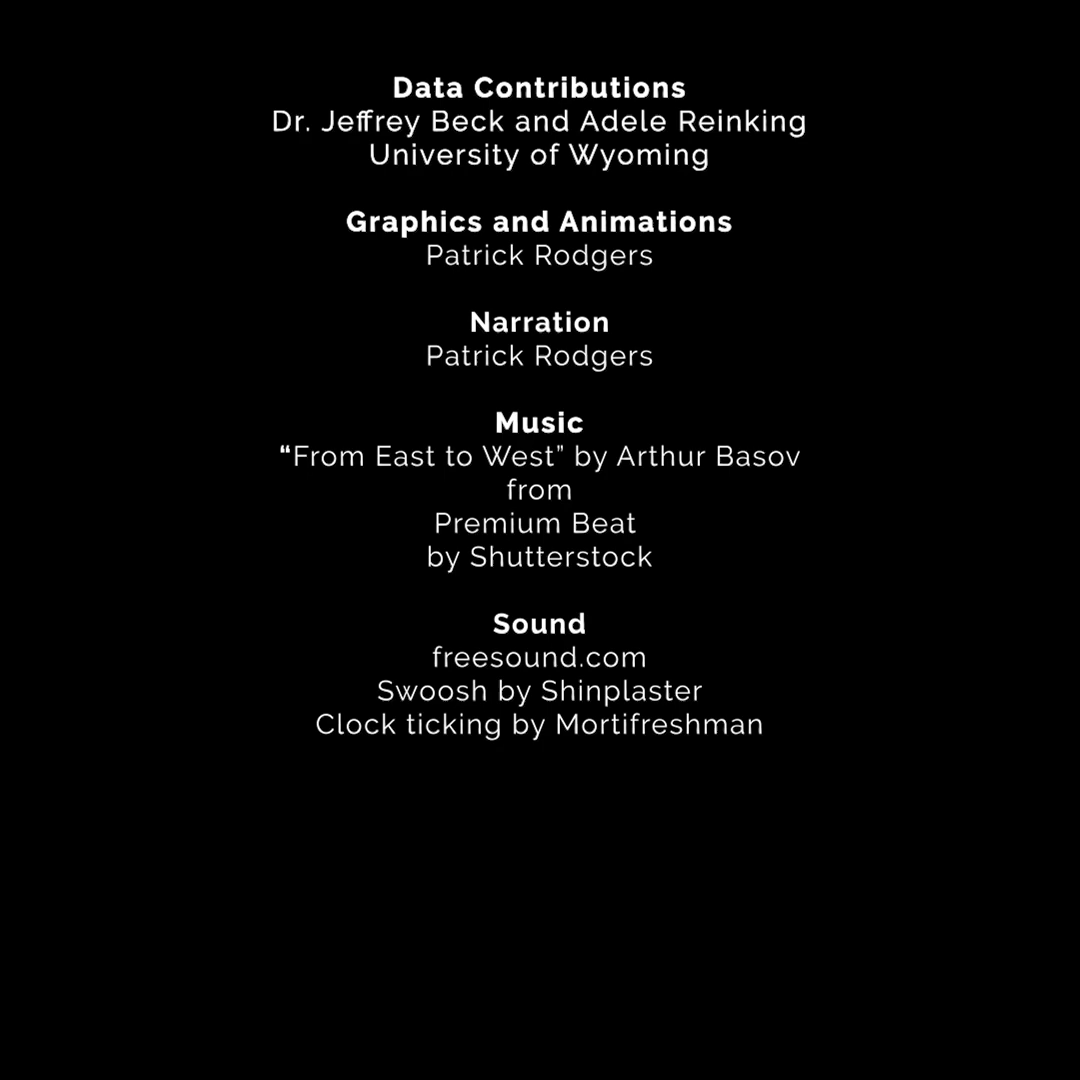 Data Contributions
Dr. Jeffrey Beck and Adele Reinking
University of Wyoming
Graphics and Animations
Patrick Rodgers
Narration
Patrick Rodgers
Music
“From East to West” by Arthur Basov
from
Premium Beat
by Shutterstock
Sound
freesound.com
Swoosh by Shinplaster
Clock ticking by Mortifreshman